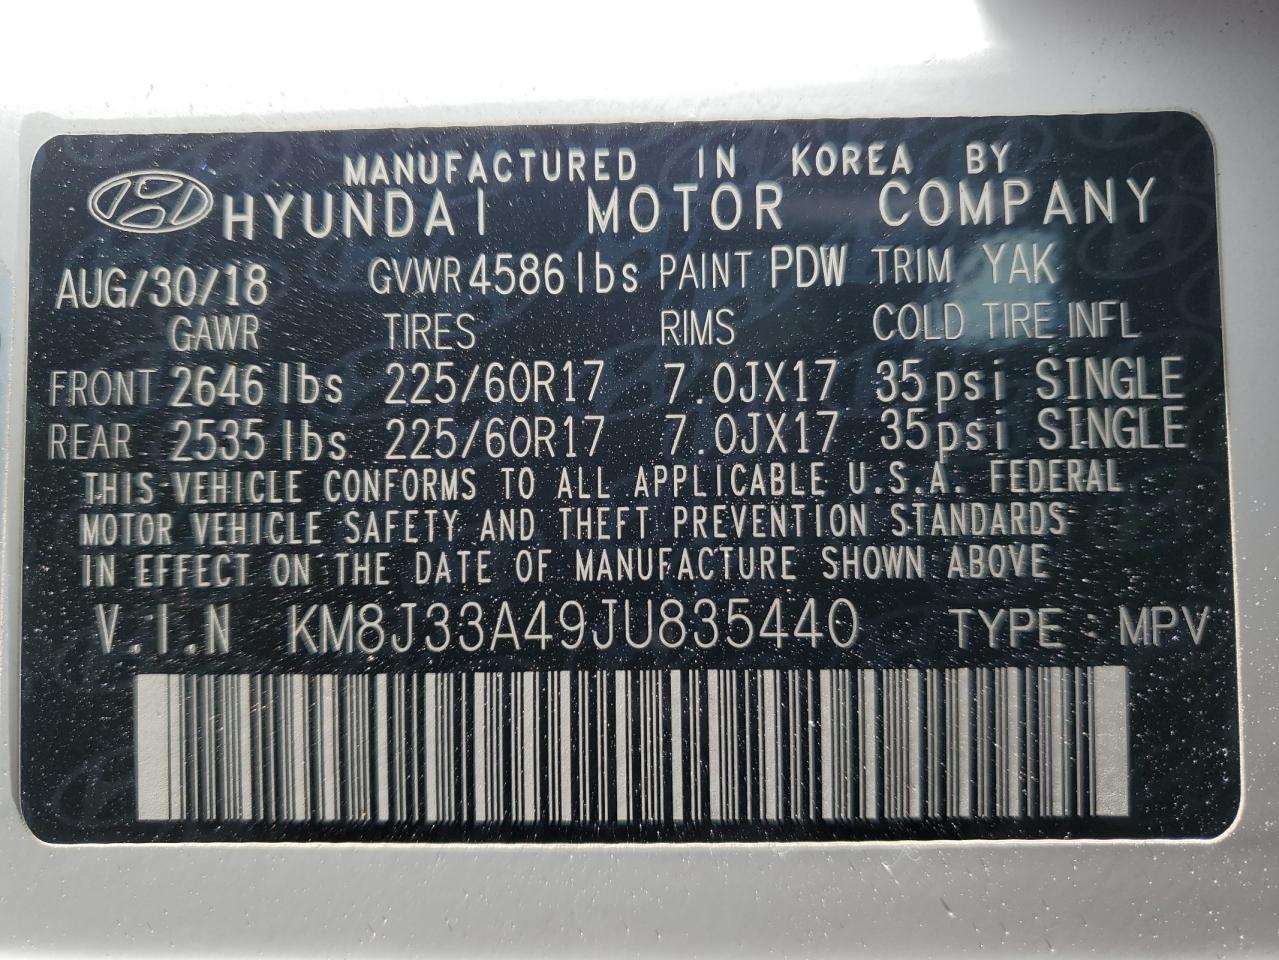 MANUFACTURED IN KOREA BY
HYUNDAI MOTOR COMPANY
AUG/30/18 GVWR 4586 lbs PAINT PDW TRIM YAK
GAWR TIRES RIMS COLD TIRE INFL
FRONT 2646 lbs 225/60R17 7.0JX17 35psi SINGLE
REAR 2535 lbs 225/60R17 7.0JX17 35psi SINGLE
THIS VEHICLE CONFORMS TO ALL APPLICABLE U.S.A. FEDERAL
MOTOR VEHICLE SAFETY AND THEFT PREVENTION STANDARDS
IN EFFECT ON THE DATE OF MANUFACTURE SHOWN ABOVE
V.I.N KM8J33A49JU835440 TYPE : MPV